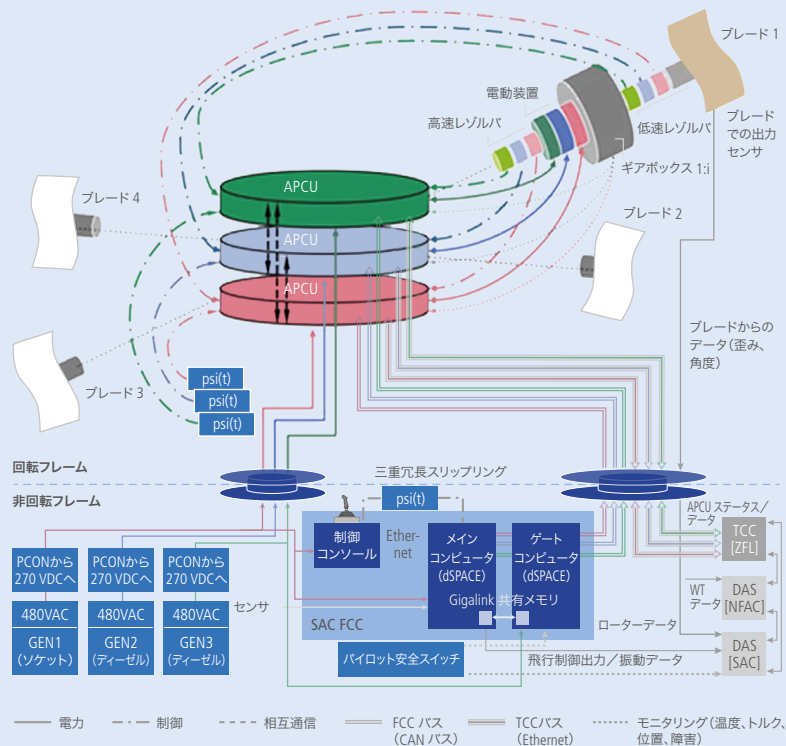 ブレード 1
電動装置
高速レゾルバ
低速レゾルバ
ブレード
での出力
センサ
ギアボックス 1:i
APCU
APCU
APCU
ブレード 4
ブレード 2
ブレード 3
psi(t)
psi(t)
psi(t)
ブレードからの
データ(歪み、
角度)
回転フレーム
三重冗長スリップリング
非回転フレーム
psi(t)
APCU ステータス/
データ
制御
コンソール
Ether-
net
メイン
コンピュータ
(dSPACE)
ゲート
コンピュータ
(dSPACE)
TCC
[ZFL]
PCONから
270 VDCへ
PCONから
270 VDCへ
PCONから
270 VDCへ
480VAC
GEN1
(ソケット)
480VAC
GEN2
(ディーゼル)
480VAC
GEN3
(ディーゼル)
センサ
Gigalink 共有メモリ
SAC FCC
WT
データ
DAS
[NFAC]
ローターデータ
パイロット安全スイッチ
飛行制御出力/振動データ
DAS
[SAC]
電力
制御
相互通信
FCC バス
(CAN バス)
TCCバス
(Ethernet)
モニタリング(温度、トルク、
位置、障害)